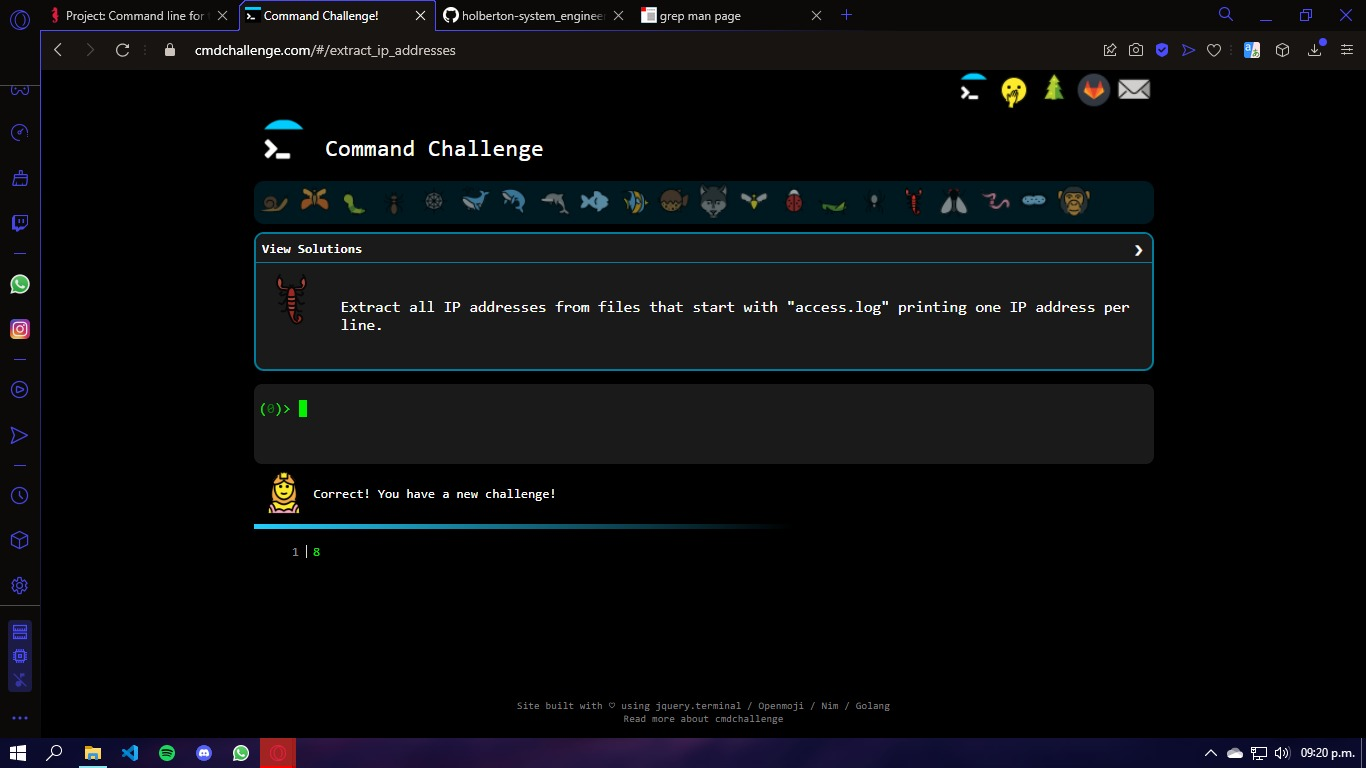 Project: Command line for
Command Challenge!
holberton-system_engineer
grep man page
cmdchallenge.com/#/extract_ip_addresses
Command Challenge
View Solutions
Extract all IP addresses from files that start with "access.log" printing one IP address per
line.
(0)>
Correct! You have a new challenge!
1 8
Site built with ♡ using jquery.terminal / Openmoji / Nim / Golang
Read more about cmdchallenge
09:20 p.m.